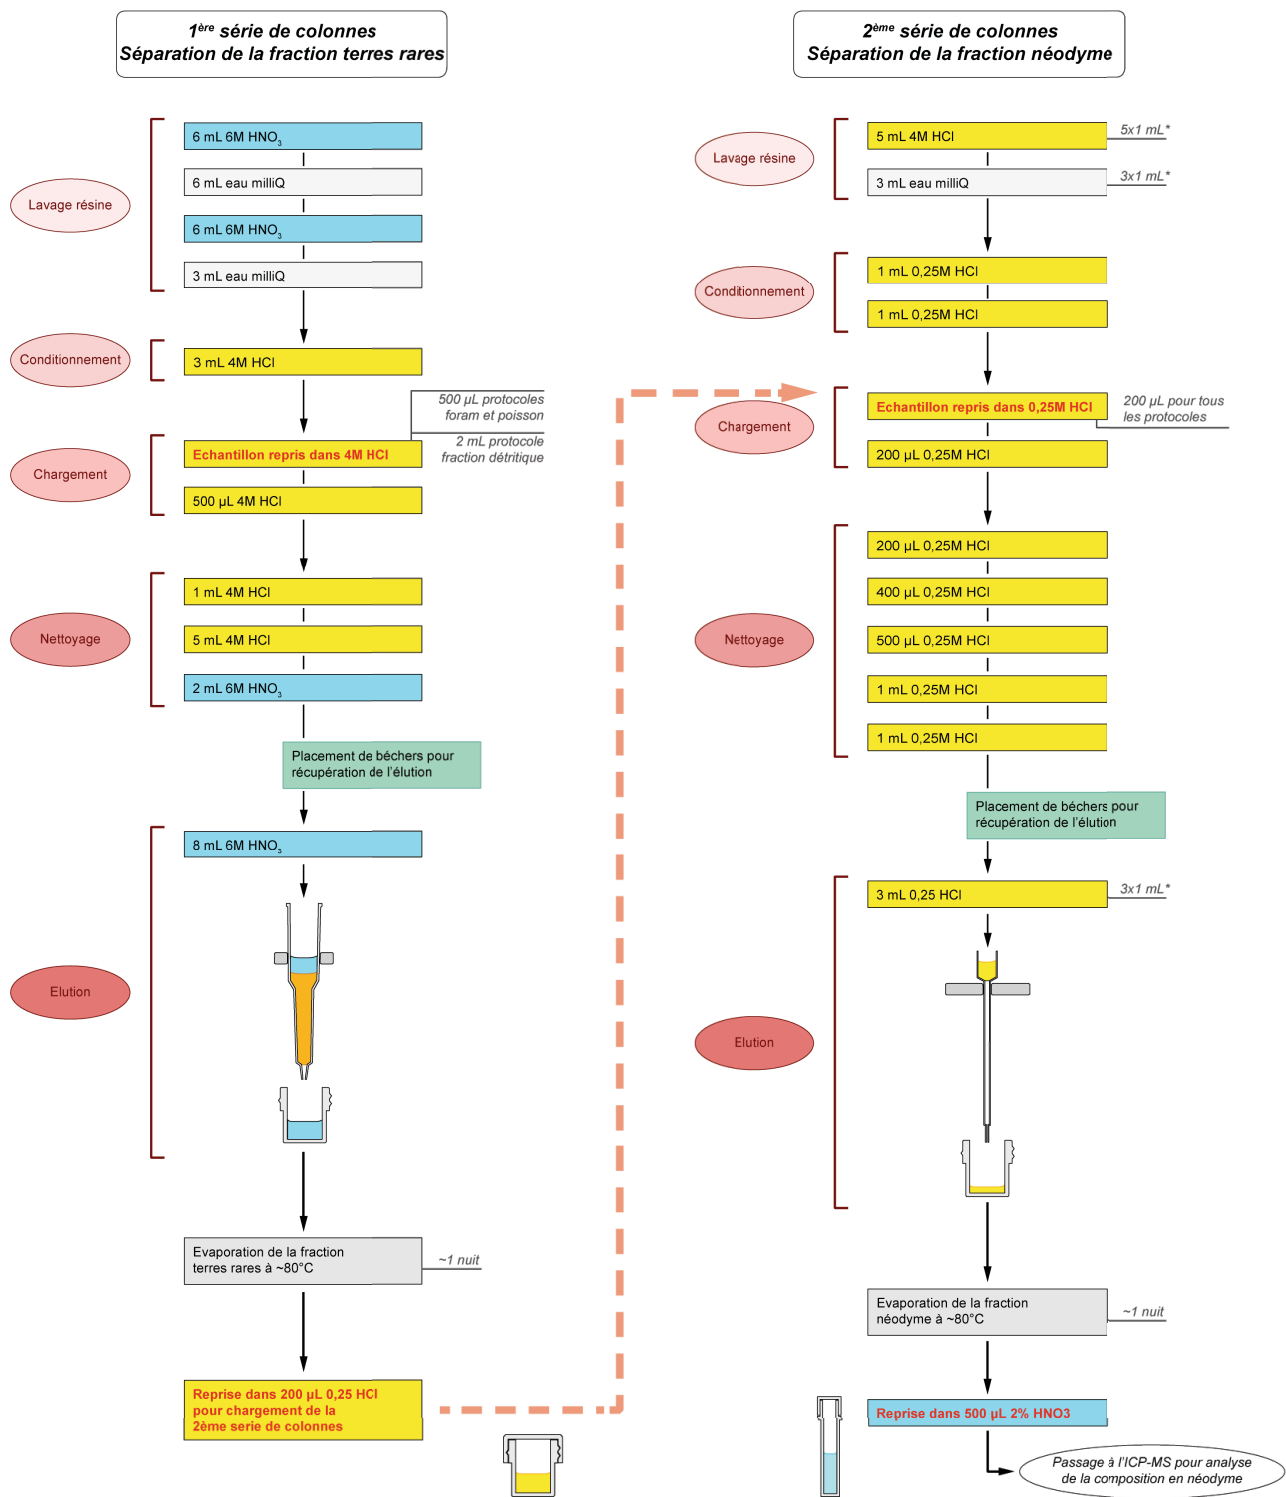 1ère série de colonnes
Séparation de la fraction terres rares
Lavage résine
6 mL 6M HNO3
6 mL eau milliQ
6 mL 6M HNO3
3 mL eau milliQ
Conditionnement
3 mL 4M HCl
500 µL protocoles
foram et poisson
2 mL protocole
fraction détritique
Chargement
Echantillon repris dans 4M HCl
500 µL 4M HCl
Nettoyage
1 mL 4M HCl
5 mL 4M HCl
2 mL 6M HNO3
Placement de béchers pour
récupération de l'élution
Elution
8 mL 6M HNO3
Evaporation de la fraction
terres rares à ~80°C
~1 nuit
Reprise dans 200 µL 0,25 HCl
pour chargement de la
2ème serie de colonnes
2ème série de colonnes
Séparation de la fraction néodyme
Lavage résine
5 mL 4M HCl
5x1 mL*
3 mL eau milliQ
3x1 mL*
Conditionnement
1 mL 0,25M HCl
1 mL 0,25M HCl
Chargement
Echantillon repris dans 0,25M HCl
200 µL pour tous
les protocoles
200 µL 0,25M HCl
Nettoyage
200 µL 0,25M HCl
400 µL 0,25M HCl
500 µL 0,25M HCl
1 mL 0,25M HCl
1 mL 0,25M HCl
Placement de béchers pour
récupération de l'élution
Elution
3 mL 0,25 HCl
3x1 mL*
Evaporation de la fraction
néodyme à ~80°C
~1 nuit
Reprise dans 500 µL 2% HNO3
Passage à l'ICP-MS pour analyse
de la composition en néodyme